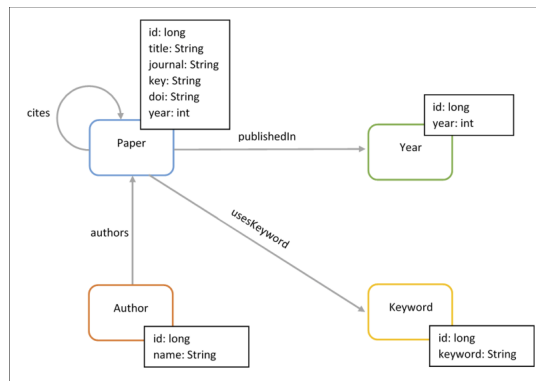 id: long
title: String
journal: String
key: String
doi: String
year: int
cites
Paper
publishedIn
id: long
year: int
Year
authors
usesKeyword
Author
id: long
name: String
Keyword
id: long
keyword: String